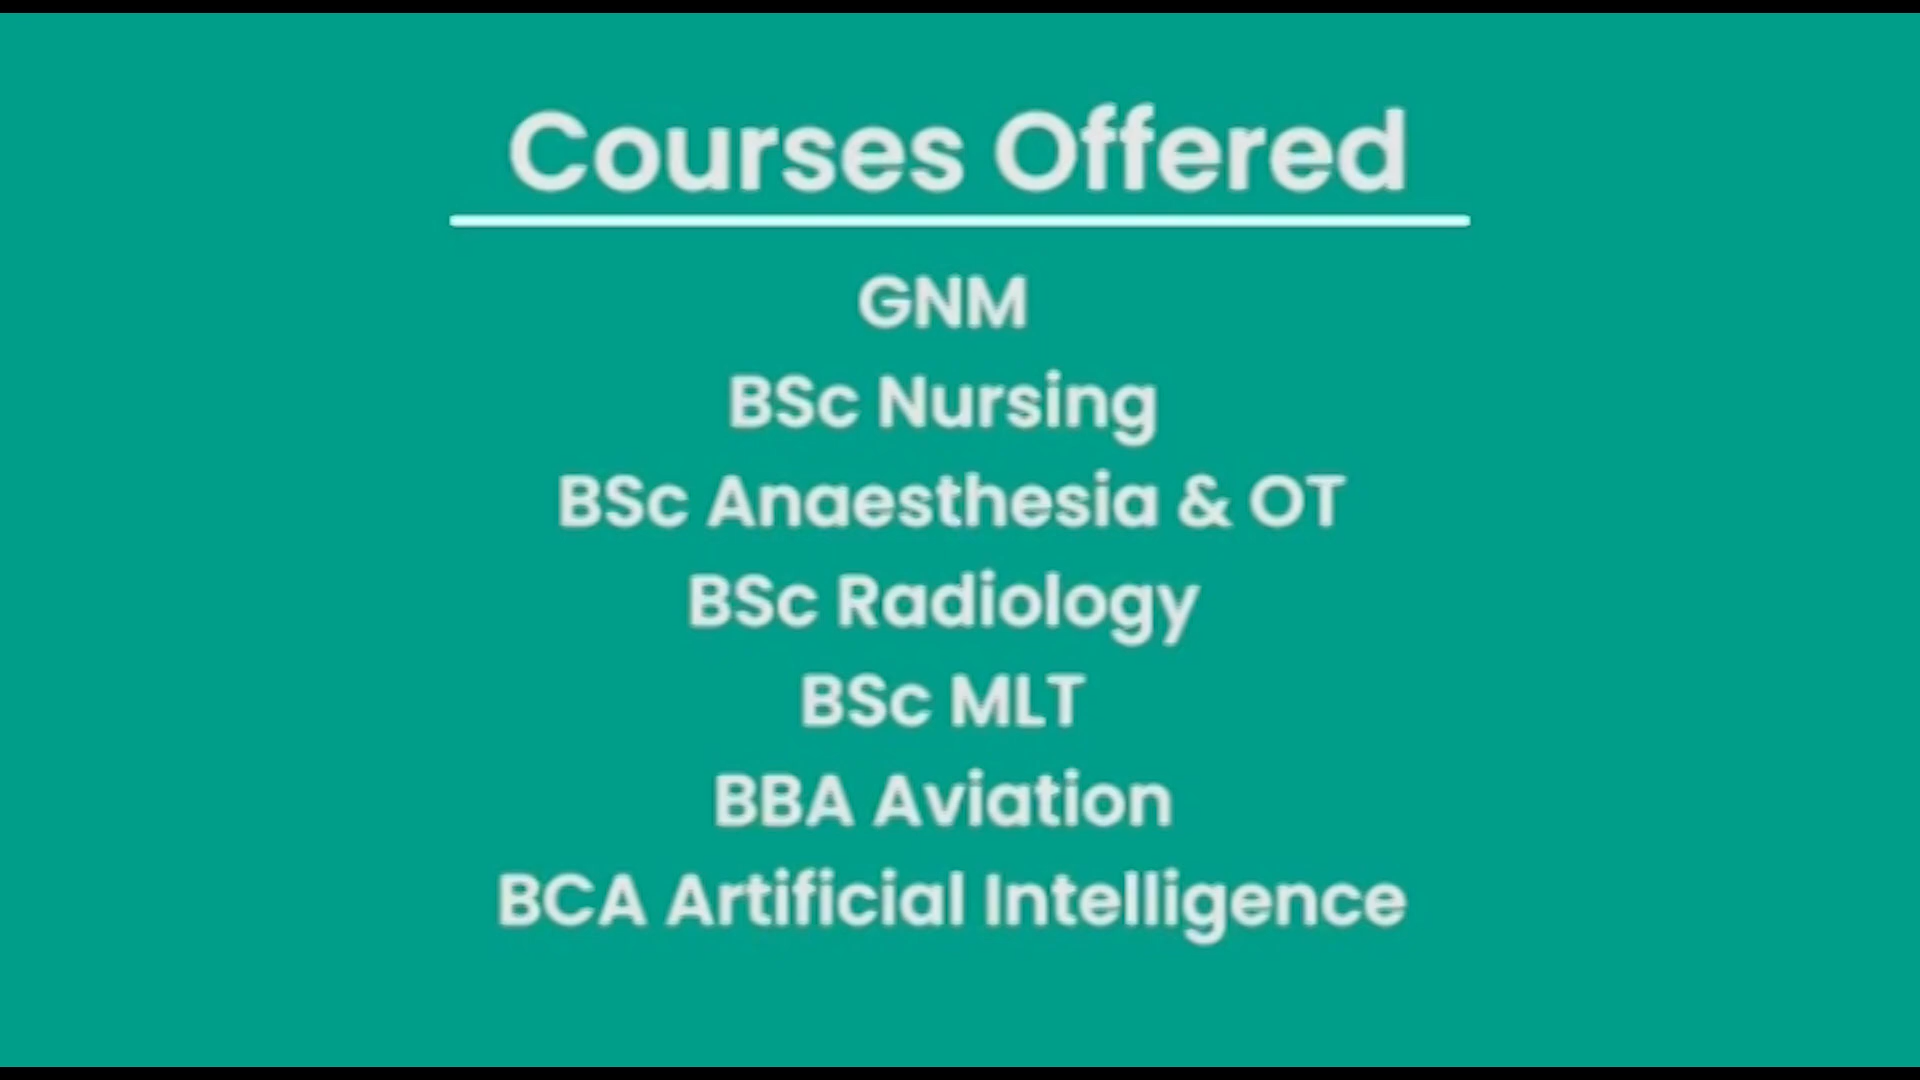 Courses Offered
GNM
BSc Nursing
BSc Anaesthesia & OT
BSc Radiology
BSc MLT
BBA Aviation
BCA Artificial Intelligence